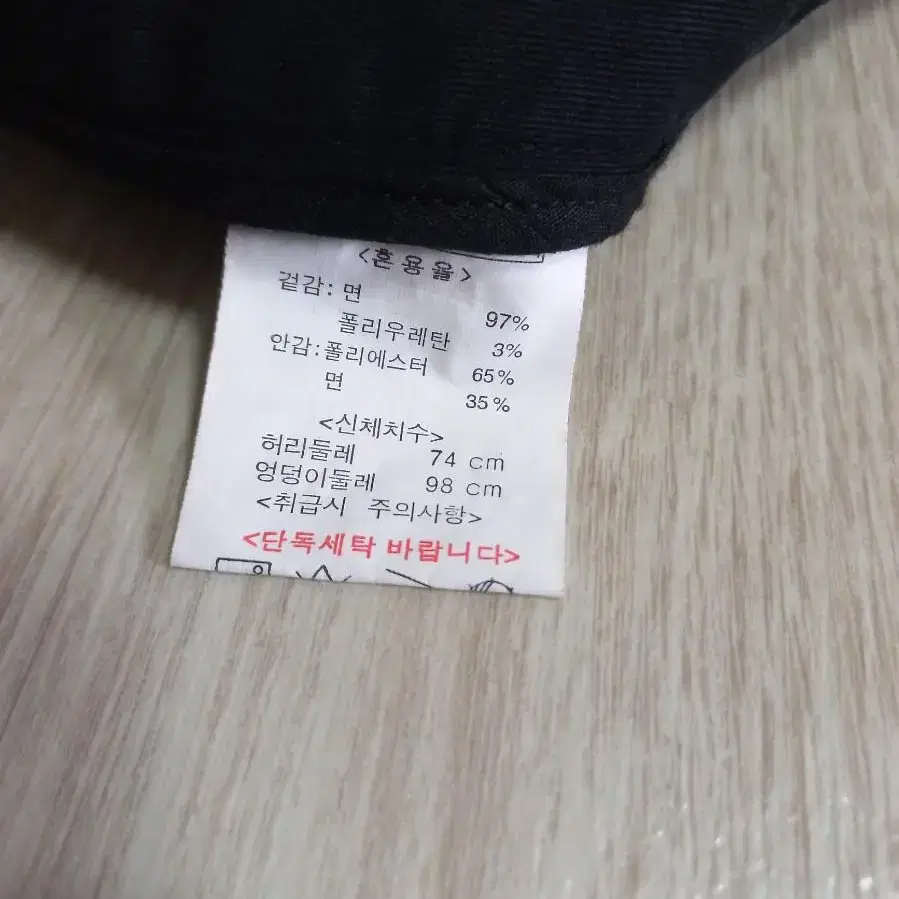 <혼용율>
겉감: 면 97%
폴리우레탄 3%
안감:폴리에스터 65%
면 35%
<신체치수>
허리둘레 74 cm
엉덩이둘레 98 cm
<취급시 주의사항>
<단독세탁 바랍니다>